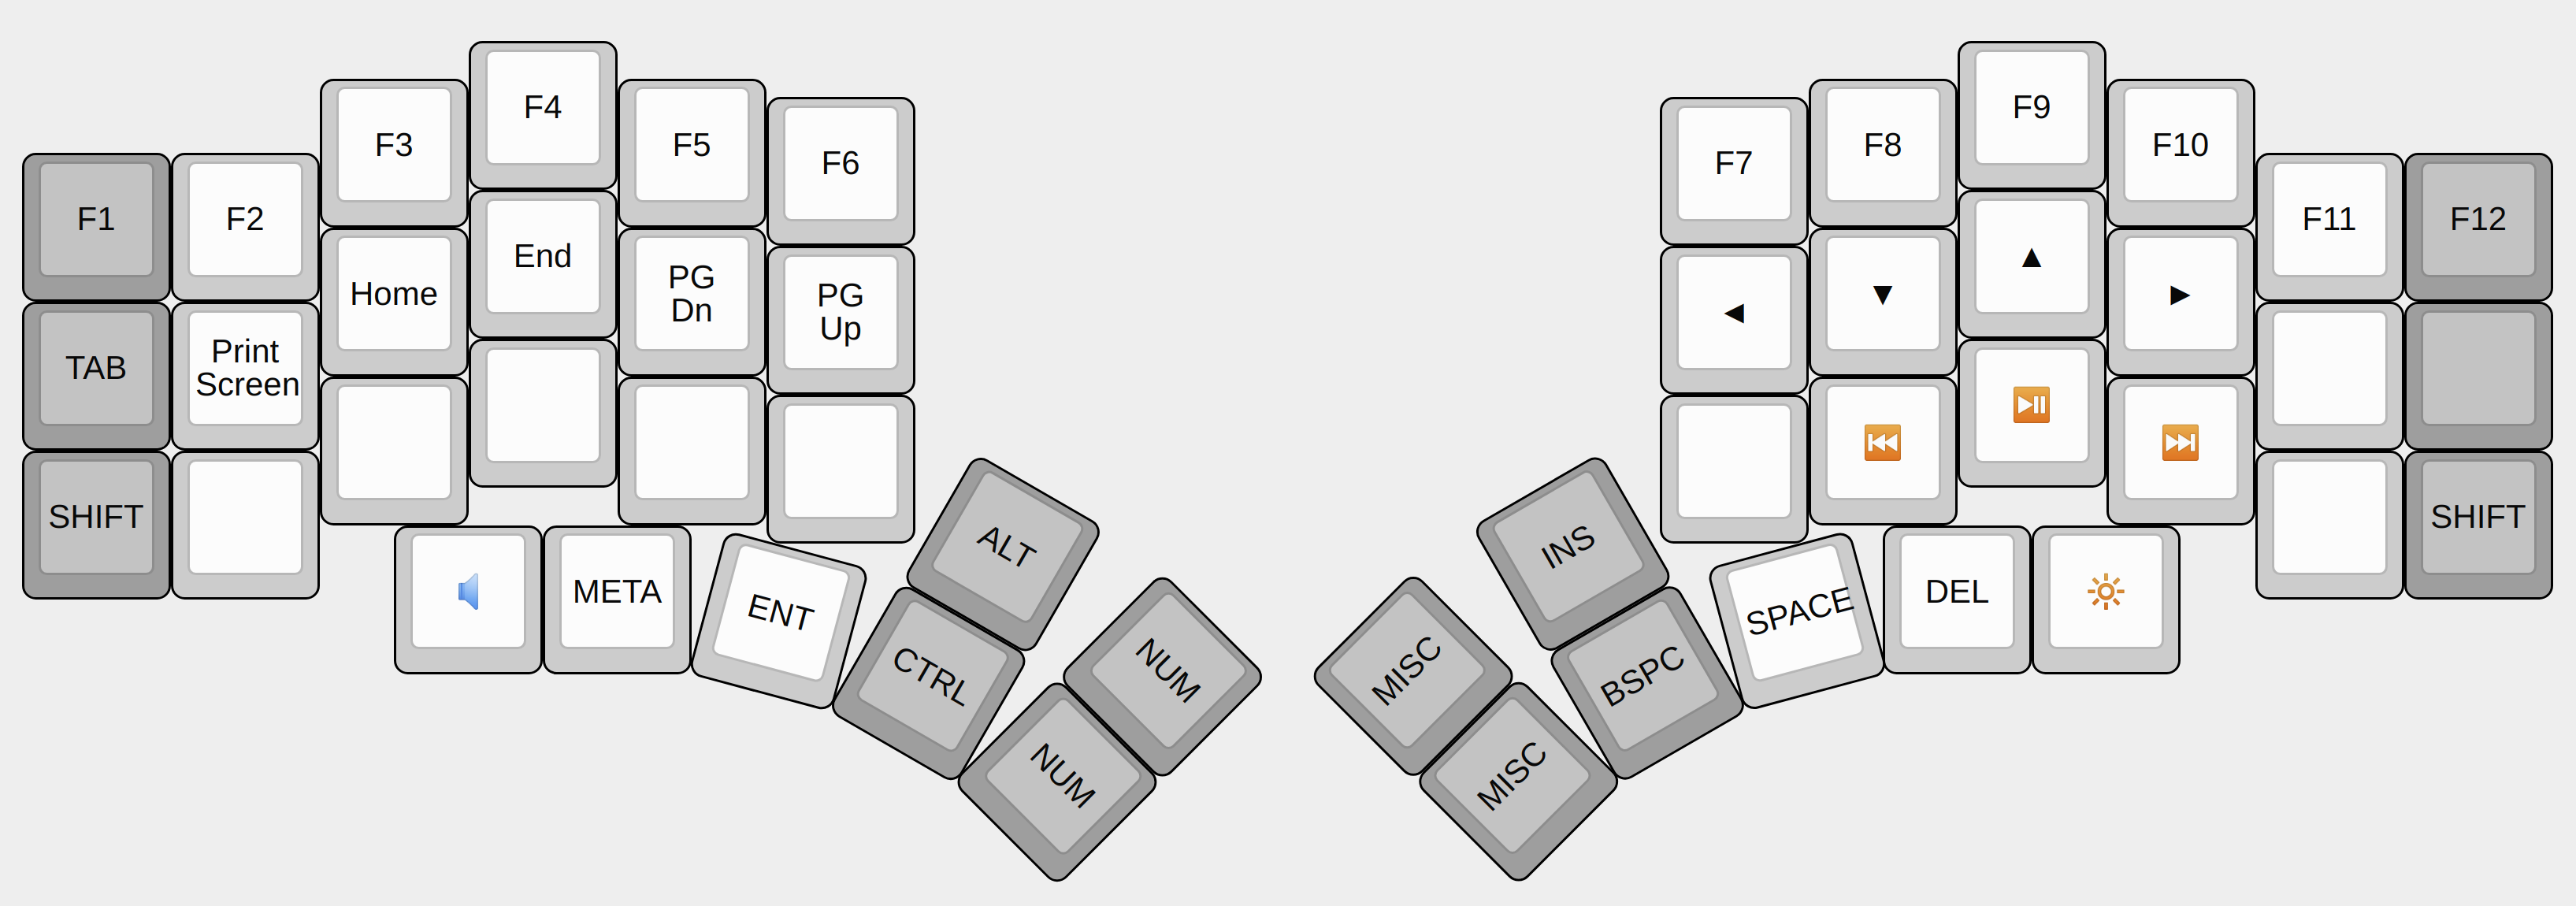 F1
F2
F3
F4
F5
F6
F7
F8
F9
F10
F11
F12
TAB
Print
Screen
Home
End
PG
Dn
PG
Up
◄
▼
▲
►
SHIFT
⏮
⏯
⏭
SHIFT
🔈
META
ENT
ALT
CTRL
NUM
NUM
INS
MISC
BSPC
MISC
SPACE
DEL
🔅